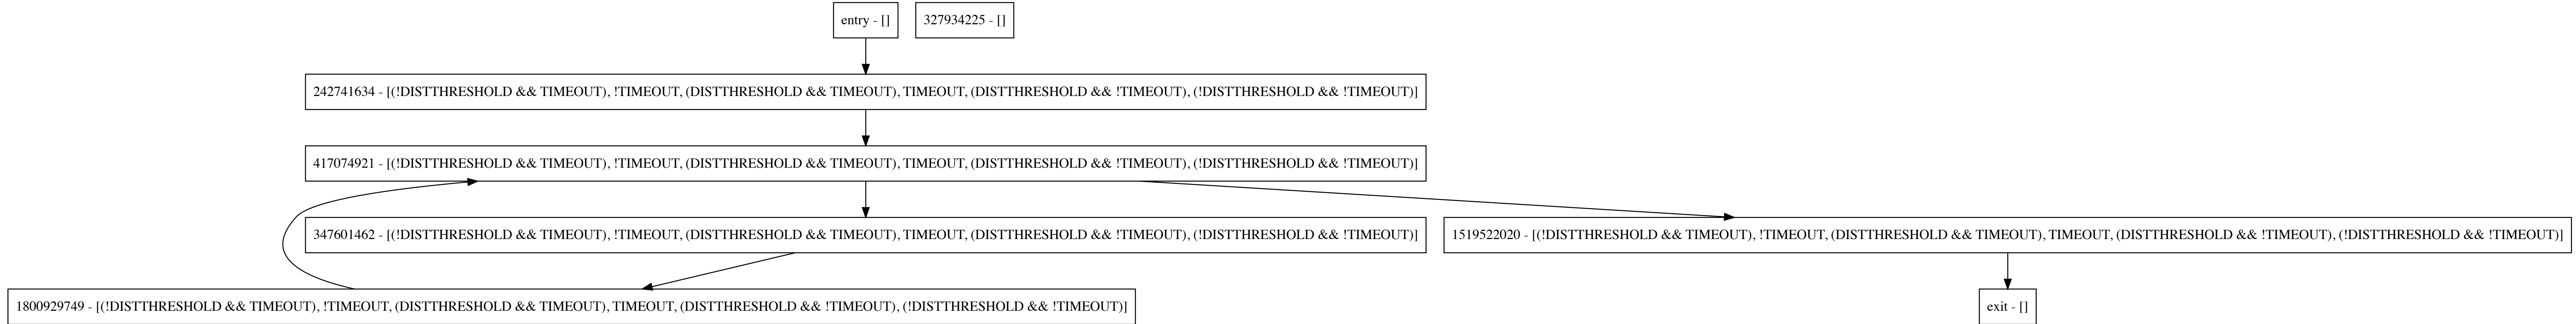 entry - []
327934225 - []
242741634 - [(!DISTTHRESHOLD && TIMEOUT), !TIMEOUT, (DISTTHRESHOLD && TIMEOUT), TIMEOUT, (DISTTHRESHOLD && !TIMEOUT), (!DISTTHRESHOLD && !TIMEOUT)]
417074921 - [(!DISTTHRESHOLD && TIMEOUT), !TIMEOUT, (DISTTHRESHOLD && TIMEOUT), TIMEOUT, (DISTTHRESHOLD && !TIMEOUT), (!DISTTHRESHOLD && !TIMEOUT)]
347601462 - [(!DISTTHRESHOLD && TIMEOUT), !TIMEOUT, (DISTTHRESHOLD && TIMEOUT), TIMEOUT, (DISTTHRESHOLD && !TIMEOUT), (!DISTTHRESHOLD && !TIMEOUT)]
1519522020 - [(!DISTTHRESHOLD && TIMEOUT), !TIMEOUT, (DISTTHRESHOLD && TIMEOUT), TIMEOUT, (DISTTHRESHOLD && !TIMEOUT), (!DISTTHRESHOLD && !TIMEOUT)]
1800929749 - [(!DISTTHRESHOLD && TIMEOUT), !TIMEOUT, (DISTTHRESHOLD && TIMEOUT), TIMEOUT, (DISTTHRESHOLD && !TIMEOUT), (!DISTTHRESHOLD && !TIMEOUT)]
exit - []